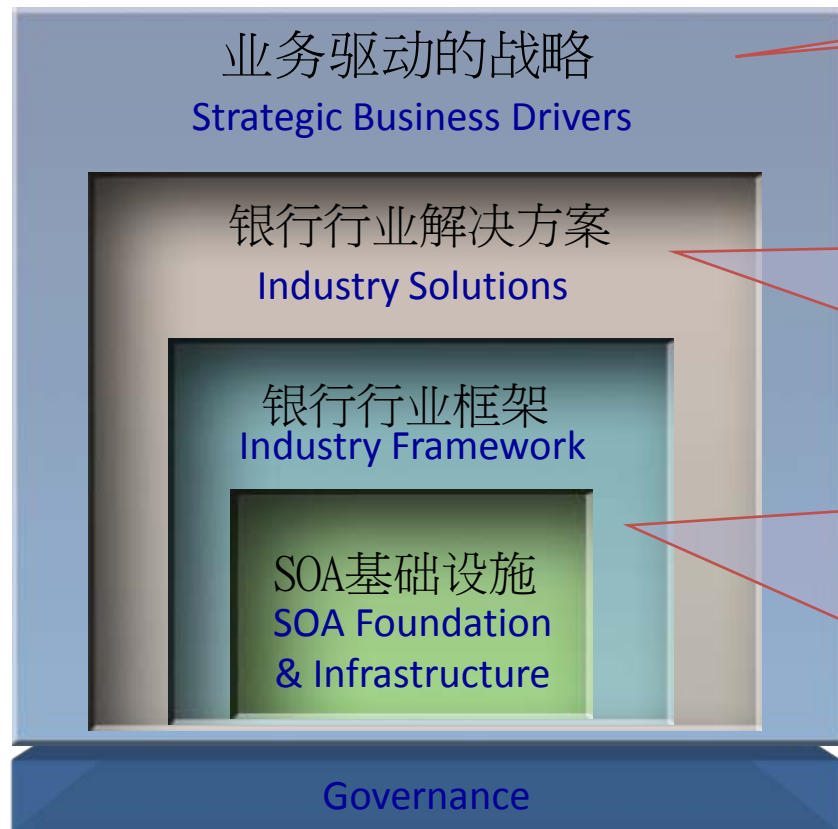 业务驱动的战略
Strategic Business Drivers
银行行业解决方案
Industry Solutions
银行行业框架
Industry Framework
SOA基础设施
SOA Foundation
& Infrastructure
Governance